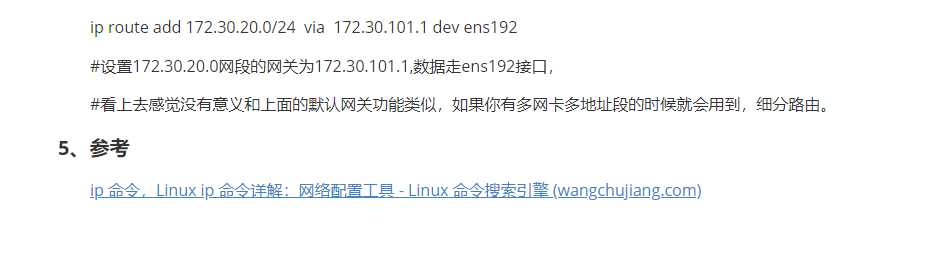 ip route add 172.30.20.0/24  via  172.30.101.1 dev ens192
#设置172.30.20.0网段的网关为172.30.101.1,数据走ens192接口，
#看上去感觉没有意义和上面的默认网关功能类似，如果你有多网卡多地址段的时候就会用到，细分路由。
5、参考
ip 命令，Linux ip 命令详解：网络配置工具 - Linux 命令搜索引擎 (wangchujiang.com)